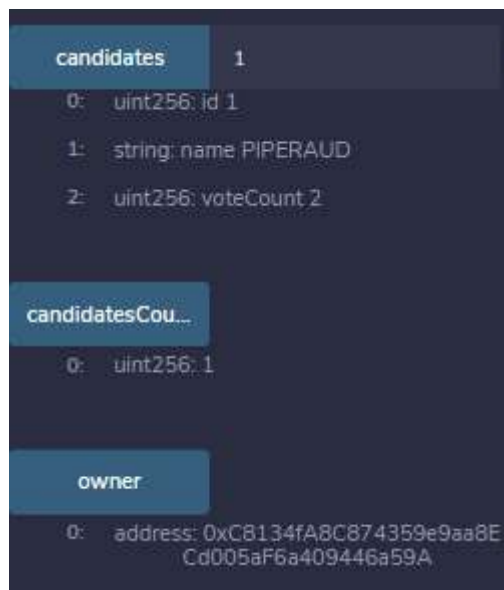 candidates 1
0: uint256: id 1
1: string: name PIPERAUD
2: uint256: voteCount 2
candidatesCou...
0: uint256: 1
owner
0: address: 0xC8134fA8C874359e9aa8E
Cd005aF6a409446a59A